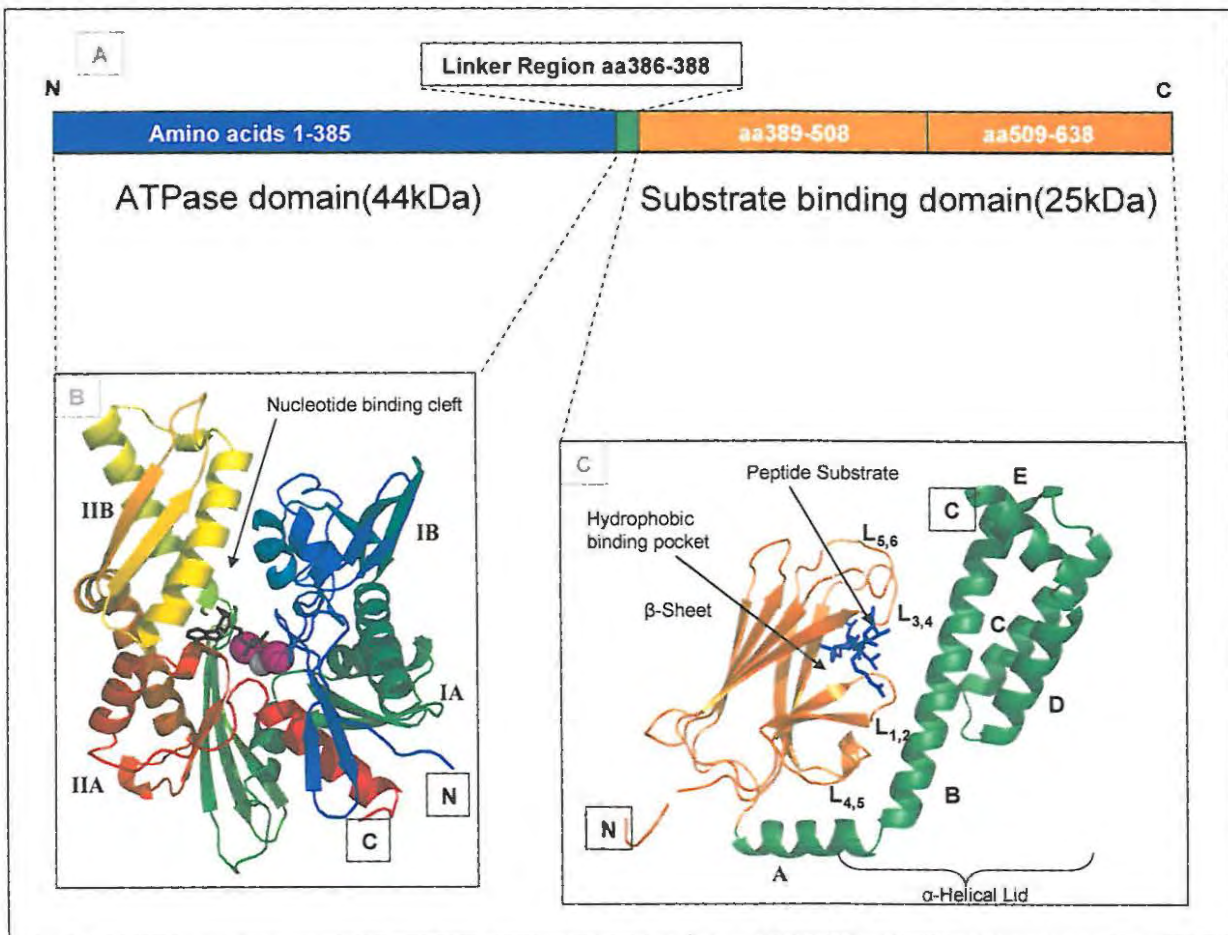 A
Linker Region aa386-388
N
C
Amino acids 1-385
aa389-508
aa509-638
ATPase domain(44kDa)
Substrate binding domain(25kDa)
B
Nucleotide binding cleft
IIB
IB
IA
IIA
N
C
C
Peptide Substrate
E
C
Hydrophobic
binding pocket
L5,6
β-Sheet
L3,4
C
D
L1,2
B
L4,5
N
A
α-Helical Lid